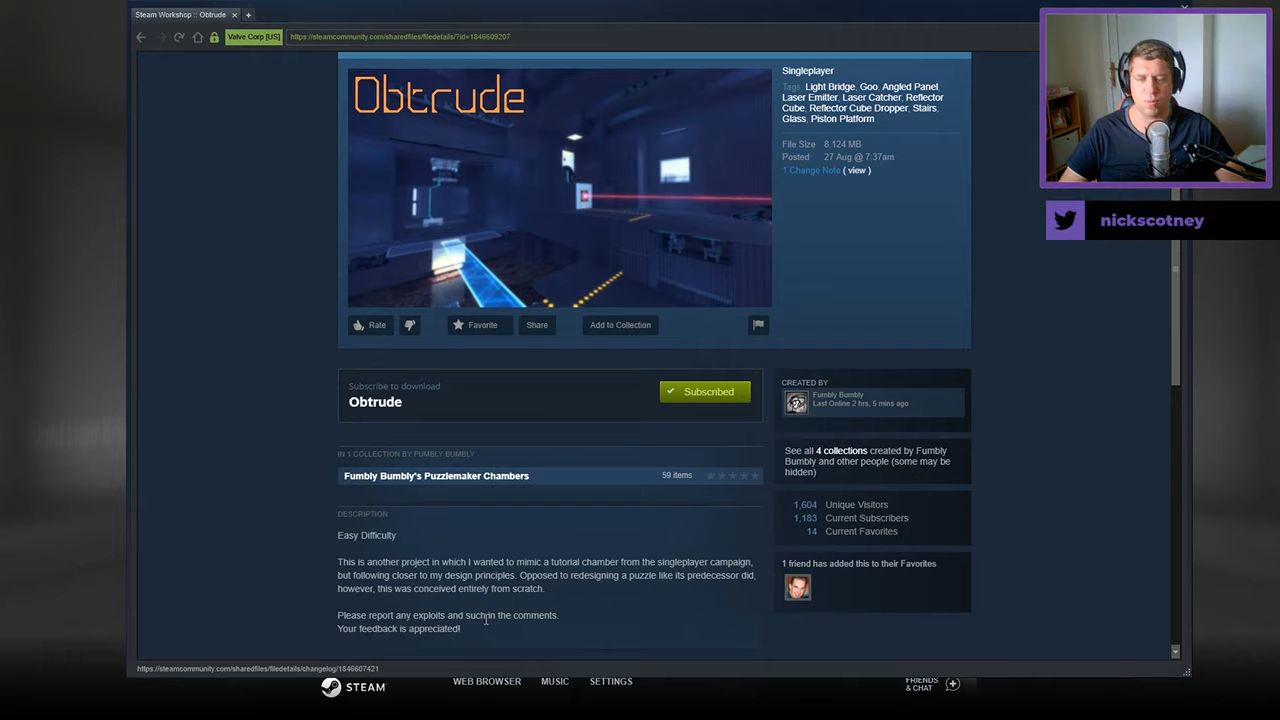 Steam Workshop :: Obtrude
Valve Corp [US]
https://steamcommunity.com/sharedfiles/filedetails/?id=1846609207
Obtrude
Singleplayer
Tags: Light Bridge, Goo, Angled Panel,
Laser Emitter, Laser Catcher, Reflector
Cube, Reflector Cube Dropper, Stairs,
Glass, Piston Platform
File Size 8.124 MB
Posted 27 Aug @ 7:37am
1 Change Note ( view )
nickscotney
Rate
Favorite
Share
Add to Collection
Subscribe to download
Obtrude
Subscribed
CREATED BY
Fumbly Bumbly
Last Online 2 hrs, 5 mins ago
IN 1 COLLECTION BY FUMBLY BUMBLY
Fumbly Bumbly's Puzzlemaker Chambers
59 items
See all 4 collections created by Fumbly
Bumbly and other people (some may be
hidden)
1,604 Unique Visitors
1,183 Current Subscribers
14 Current Favorites
1 friend has added this to their Favorites
DESCRIPTION
Easy Difficulty
This is another project in which I wanted to mimic a tutorial chamber from the singleplayer campaign,
but following closer to my design principles. Opposed to redesigning a puzzle like its predecessor did,
however, this was conceived entirely from scratch.
Please report any exploits and such in the comments.
Your feedback is appreciated!
https://steamcommunity.com/sharedfiles/filedetails/changelog/1846607421
STEAM
WEB BROWSER
MUSIC
SETTINGS
FRIENDS
& CHAT